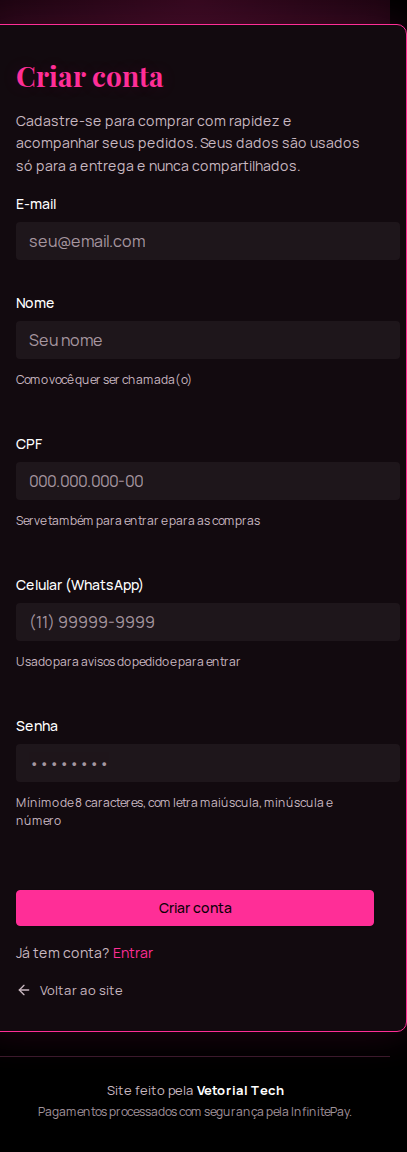 Criar conta
Cadastre-se para comprar com rapidez e
acompanhar seus pedidos. Seus dados são usados
só para a entrega e nunca compartilhados.
E-mail
seu@email.com
Nome
Seu nome
Como você quer ser chamada(o)
CPF
000.000.000-00
Serve também para entrar e para as compras
Celular (WhatsApp)
(11) 99999-9999
Usado para avisos do pedido e para entrar
Senha
••••••••
Mínimo de 8 caracteres, com letra maiúscula, minúscula e
número
Criar conta
Já tem conta? Entrar
← Voltar ao site
Site feito pela Vetorial Tech
Pagamentos processados com segurança pela InfinitePay.